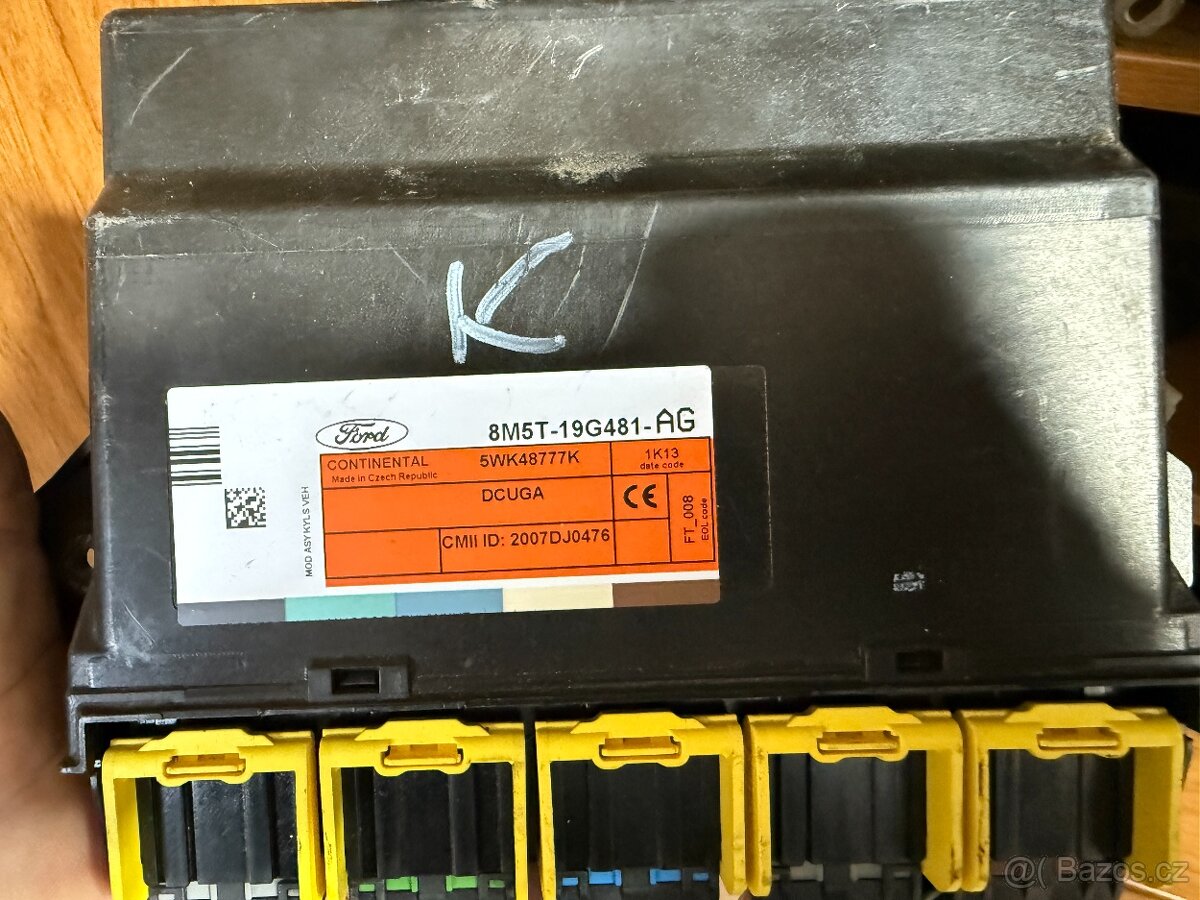 K
Ford
8M5T-19G481-AG
CONTINENTAL 5WK48777K 1K13
Made in Czech Republic date code
DCUGA CE
CMII ID: 2007DJ0476
FT_008
EOL code
MOD ASY KYLS VEH
@( Bazos.cz